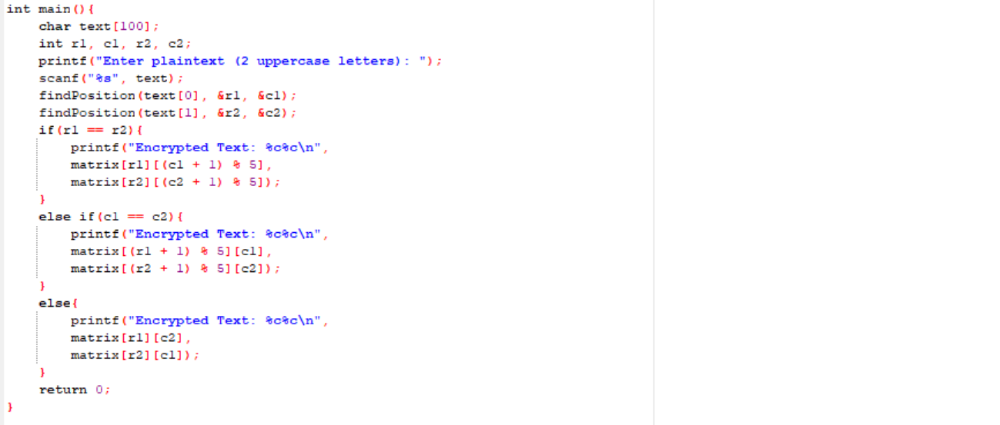 int main(){
    char text[100];
    int r1, c1, r2, c2;
    printf("Enter plaintext (2 uppercase letters): ");
    scanf("%s", text);
    findPosition(text[0], &r1, &c1);
    findPosition(text[1], &r2, &c2);
    if(r1 == r2){
        printf("Encrypted Text: %c%c\n",
        matrix[r1][(c1 + 1) % 5],
        matrix[r2][(c2 + 1) % 5]);
    }
    else if(c1 == c2){
        printf("Encrypted Text: %c%c\n",
        matrix[(r1 + 1) % 5][c1],
        matrix[(r2 + 1) % 5][c2]);
    }
    else{
        printf("Encrypted Text: %c%c\n",
        matrix[r1][c2],
        matrix[r2][c1]);
    }
    return 0;
}